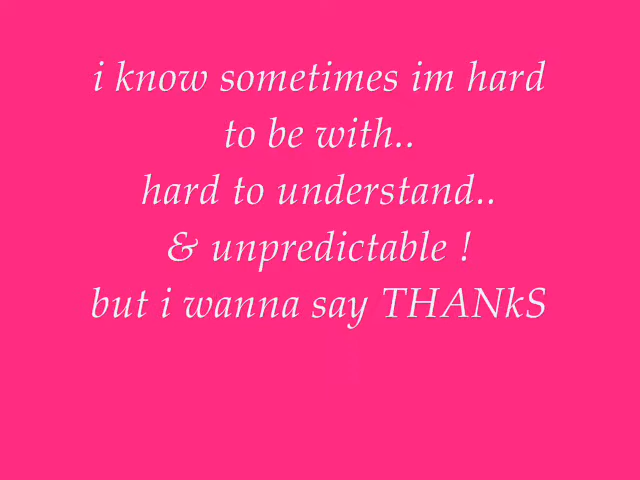 i know sometimes im hard
to be with..
hard to understand..
& unpredictable !
but i wanna say THANkS